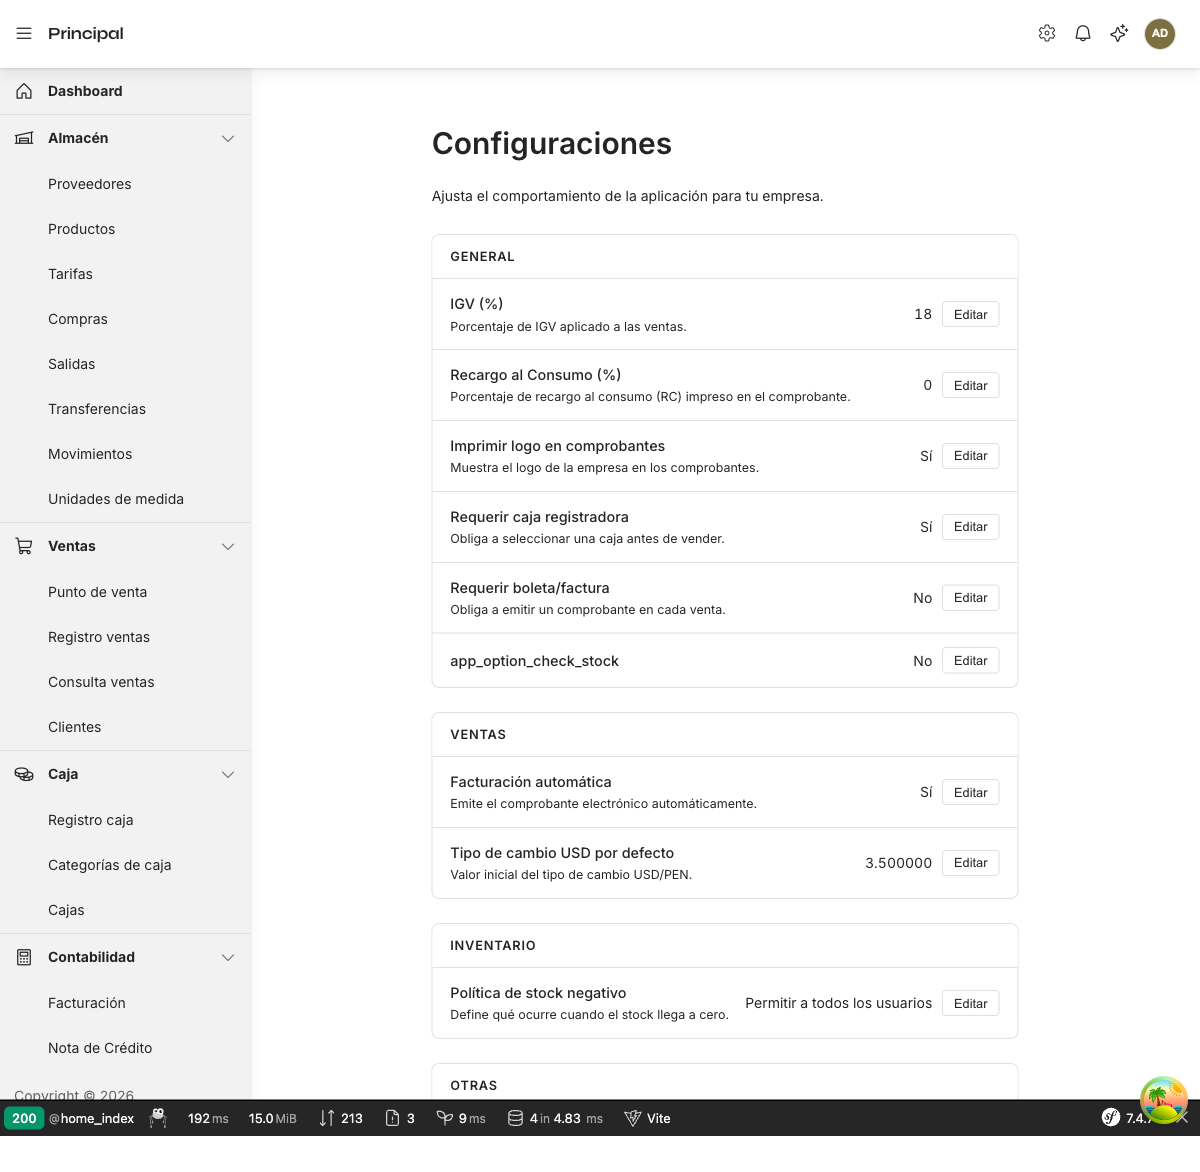 Principal
AD
Dashboard
Almacén
Proveedores
Productos
Tarifas
Compras
Salidas
Transferencias
Movimientos
Unidades de medida
Ventas
Punto de venta
Registro ventas
Consulta ventas
Clientes
Caja
Registro caja
Categorías de caja
Cajas
Contabilidad
Facturación
Nota de Crédito
Copyright © 2026
Configuraciones
Ajusta el comportamiento de la aplicación para tu empresa.
GENERAL
IGV (%)
Porcentaje de IGV aplicado a las ventas.
18 Editar
Recargo al Consumo (%)
Porcentaje de recargo al consumo (RC) impreso en el comprobante.
0 Editar
Imprimir logo en comprobantes
Muestra el logo de la empresa en los comprobantes.
Sí Editar
Requerir caja registradora
Obliga a seleccionar una caja antes de vender.
Sí Editar
Requerir boleta/factura
Obliga a emitir un comprobante en cada venta.
No Editar
app_option_check_stock
No Editar
VENTAS
Facturación automática
Emite el comprobante electrónico automáticamente.
Sí Editar
Tipo de cambio USD por defecto
Valor inicial del tipo de cambio USD/PEN.
3.500000 Editar
INVENTARIO
Política de stock negativo
Define qué ocurre cuando el stock llega a cero.
Permitir a todos los usuarios Editar
OTRAS
200 @home_index 192 ms 15.0 MiB 213 3 9 ms 4 in 4.83 ms Vite sf